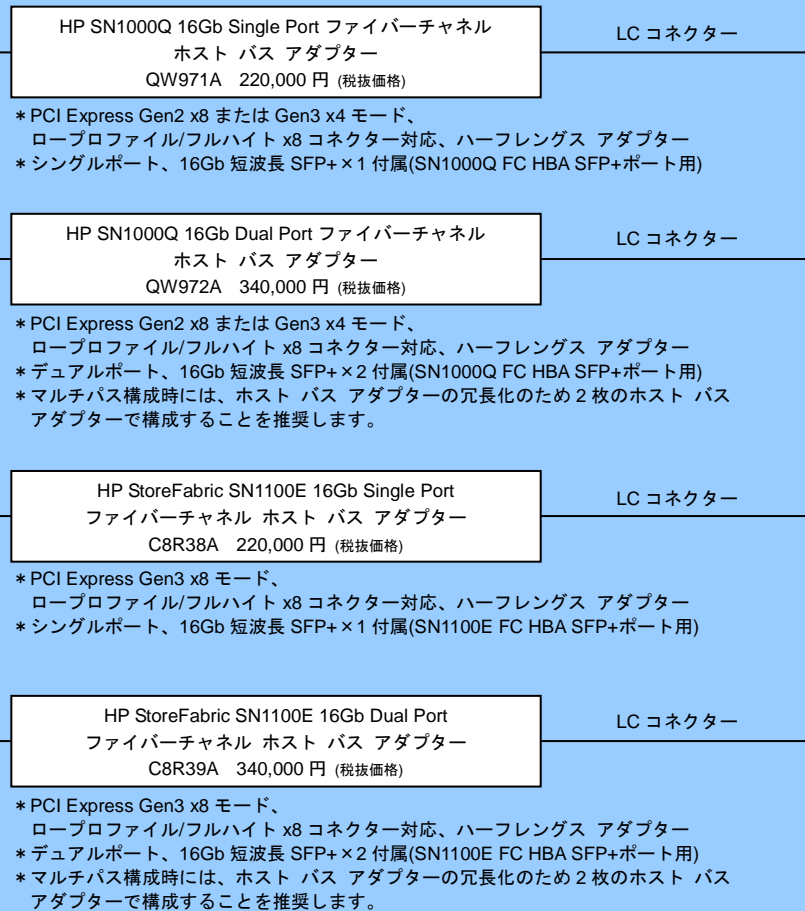 HP SN1000Q 16Gb Single Port ファイバーチャネル
ホスト バス アダプター
QW971A 220,000 円 (税抜価格)
LC コネクター
＊PCI Express Gen2 x8 または Gen3 x4 モード、
ロープロファイル/フルハイト x8 コネクター対応、ハーフレングス アダプター
＊シングルポート、16Gb 短波長 SFP+×1 付属(SN1000Q FC HBA SFP+ポート用)
HP SN1000Q 16Gb Dual Port ファイバーチャネル
ホスト バス アダプター
QW972A 340,000 円 (税抜価格)
LC コネクター
＊PCI Express Gen2 x8 または Gen3 x4 モード、
ロープロファイル/フルハイト x8 コネクター対応、ハーフレングス アダプター
＊デュアルポート、16Gb 短波長 SFP+×2 付属(SN1000Q FC HBA SFP+ポート用)
＊マルチパス構成時には、ホスト バス アダプターの冗長化のため 2 枚のホスト バス
アダプターで構成することを推奨します。
HP StoreFabric SN1100E 16Gb Single Port
ファイバーチャネル ホスト バス アダプター
C8R38A 220,000 円 (税抜価格)
LC コネクター
＊PCI Express Gen3 x8 モード、
ロープロファイル/フルハイト x8 コネクター対応、ハーフレングス アダプター
＊シングルポート、16Gb 短波長 SFP+×1 付属(SN1100E FC HBA SFP+ポート用)
HP StoreFabric SN1100E 16Gb Dual Port
ファイバーチャネル ホスト バス アダプター
C8R39A 340,000 円 (税抜価格)
LC コネクター
＊PCI Express Gen3 x8 モード、
ロープロファイル/フルハイト x8 コネクター対応、ハーフレングス アダプター
＊デュアルポート、16Gb 短波長 SFP+×2 付属(SN1100E FC HBA SFP+ポート用)
＊マルチパス構成時には、ホスト バス アダプターの冗長化のため 2 枚のホスト バス
アダプターで構成することを推奨します。